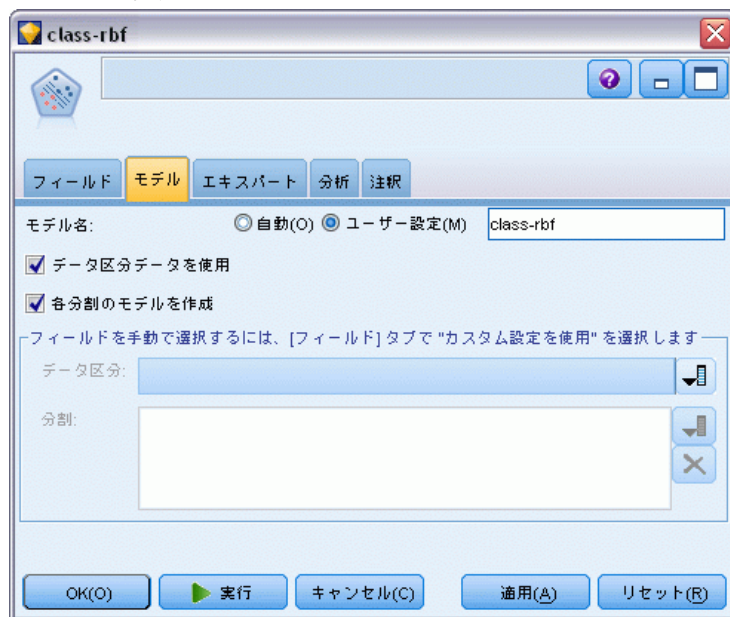 class-rbf
フィールド モデル エキスパート 分析 注釈
モデル名: 自動(O) ユーザー設定(M) class-rbf
データ区分データを使用
各分割のモデルを作成
フィールドを手動で選択するには、[フィールド] タブで "カスタム設定を使用" を選択します
データ区分:
分割:
OK(O) 実行 キャンセル(C) 適用(A) リセット(R)